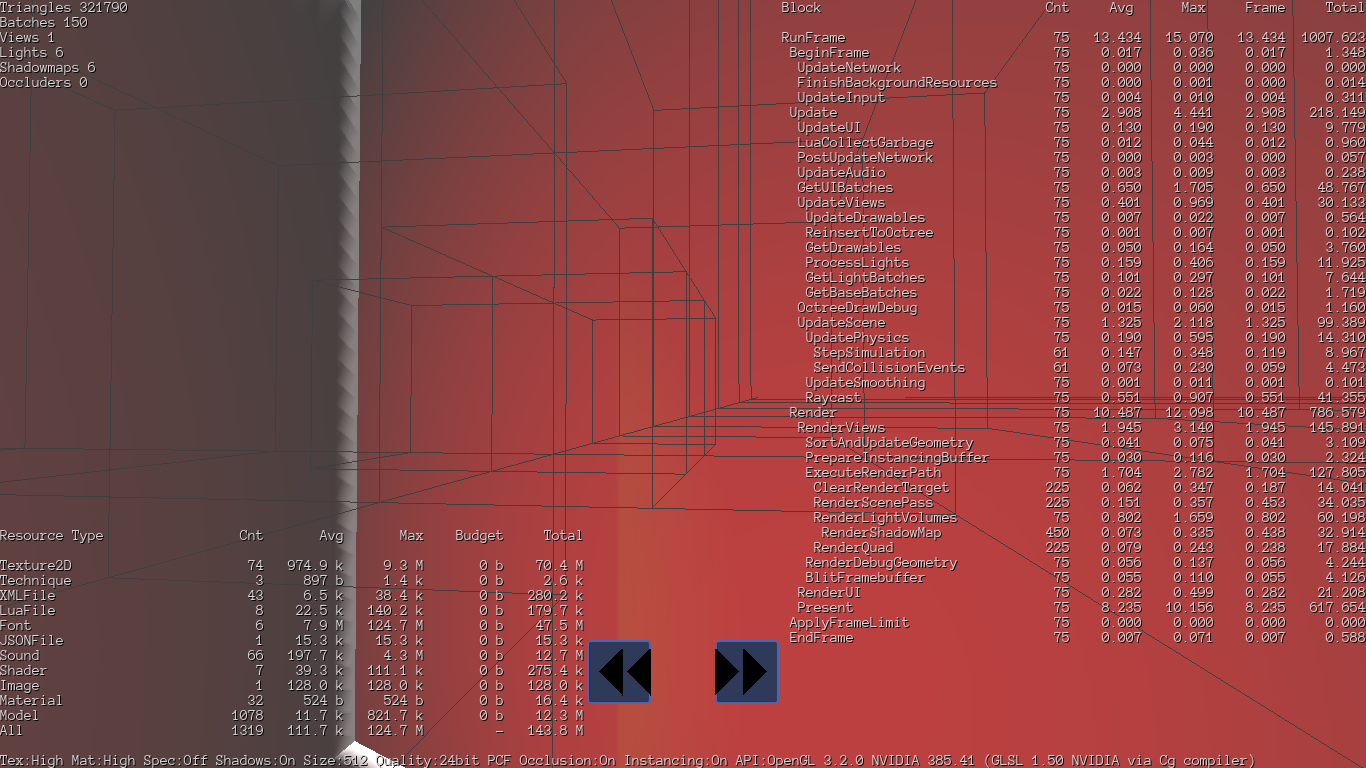 Triangles 321790
Batches 150
Views 1
Lights 6
Shadowmaps 6
Occluders 0
Block Cnt Avg Max Frame Total
RunFrame 75 13.434 15.070 13.434 1007.623
BeginFrame 75 0.017 0.036 0.017 1.348
UpdateNetwork 75 0.000 0.000 0.000 0.000
FinishBackgroundResources 75 0.000 0.001 0.000 0.014
UpdateInput 75 0.004 0.010 0.004 0.311
Update 75 2.908 4.441 2.908 218.149
UpdateUI 75 0.130 0.190 0.130 9.779
LuaCollectGarbage 75 0.012 0.044 0.012 0.960
PostUpdateNetwork 75 0.000 0.003 0.000 0.057
UpdateAudio 75 0.003 0.009 0.003 0.238
GetUIBatches 75 0.650 1.705 0.650 48.767
UpdateViews 75 0.401 0.969 0.401 30.133
UpdateDrawables 75 0.007 0.022 0.007 0.564
ReinsertToOctree 75 0.001 0.007 0.001 0.102
GetDrawables 75 0.050 0.164 0.050 3.760
ProcessLights 75 0.159 0.406 0.159 11.925
GetLightBatches 75 0.101 0.297 0.101 7.644
GetBaseBatches 75 0.022 0.128 0.022 1.719
OctreeDrawDebug 75 0.015 0.060 0.015 1.160
UpdateScene 75 1.325 2.118 1.325 99.389
UpdatePhysics 75 0.190 0.595 0.190 14.310
StepSimulation 61 0.147 0.348 0.119 8.967
SendCollisionEvents 61 0.073 0.230 0.059 4.473
UpdateSmoothing 75 0.001 0.011 0.001 0.101
Raycast 75 0.551 0.907 0.551 41.355
Render 75 10.487 12.098 10.487 786.579
RenderViews 75 1.945 3.140 1.945 145.891
SortAndUpdateGeometry 75 0.041 0.075 0.041 3.109
PrepareInstancingBuffer 75 0.030 0.116 0.030 2.324
ExecuteRenderPath 75 1.704 2.782 1.704 127.805
ClearRenderTarget 225 0.062 0.347 0.187 14.041
RenderScenePass 225 0.151 0.357 0.453 34.035
RenderLightVolumes 75 0.802 1.659 0.802 60.198
RenderShadowMap 450 0.073 0.335 0.438 32.914
RenderQuad 225 0.079 0.243 0.238 17.884
RenderDebugGeometry 75 0.056 0.137 0.056 4.244
BlitFramebuffer 75 0.055 0.110 0.055 4.126
RenderUI 75 0.282 0.499 0.282 21.208
Present 75 8.235 10.156 8.235 617.654
ApplyFrameLimit 75 0.000 0.000 0.000 0.000
EndFrame 75 0.007 0.071 0.007 0.588
Resource Type Cnt Avg Max Budget Total
Texture2D 74 974.9 k 9.3 M 0 b 70.4 M
Technique 3 897 b 1.4 k 0 b 2.6 k
XMLFile 43 6.5 k 38.4 k 0 b 280.2 k
LuaFile 8 22.5 k 140.2 k 0 b 179.7 k
Font 6 7.9 M 124.7 M 0 b 47.5 M
JSONFile 1 15.3 k 15.3 k 0 b 15.3 k
Sound 66 197.7 k 4.3 M 0 b 12.7 M
Shader 7 39.3 k 111.1 k 0 b 275.4 k
Image 1 128.0 k 128.0 k 0 b 128.0 k
Material 32 524 b 524 b 0 b 16.4 k
Model 1078 11.7 k 821.7 k 0 b 12.3 M
All 1319 111.7 k 124.7 M - 143.8 M
Tex:High Mat:High Spec:Off Shadows:On Size:512 Quality:24bit PCF Occlusion:On Instancing:On API:OpenGL 3.2.0 NVIDIA 385.41 (GLSL 1.50 NVIDIA via Cg compiler)